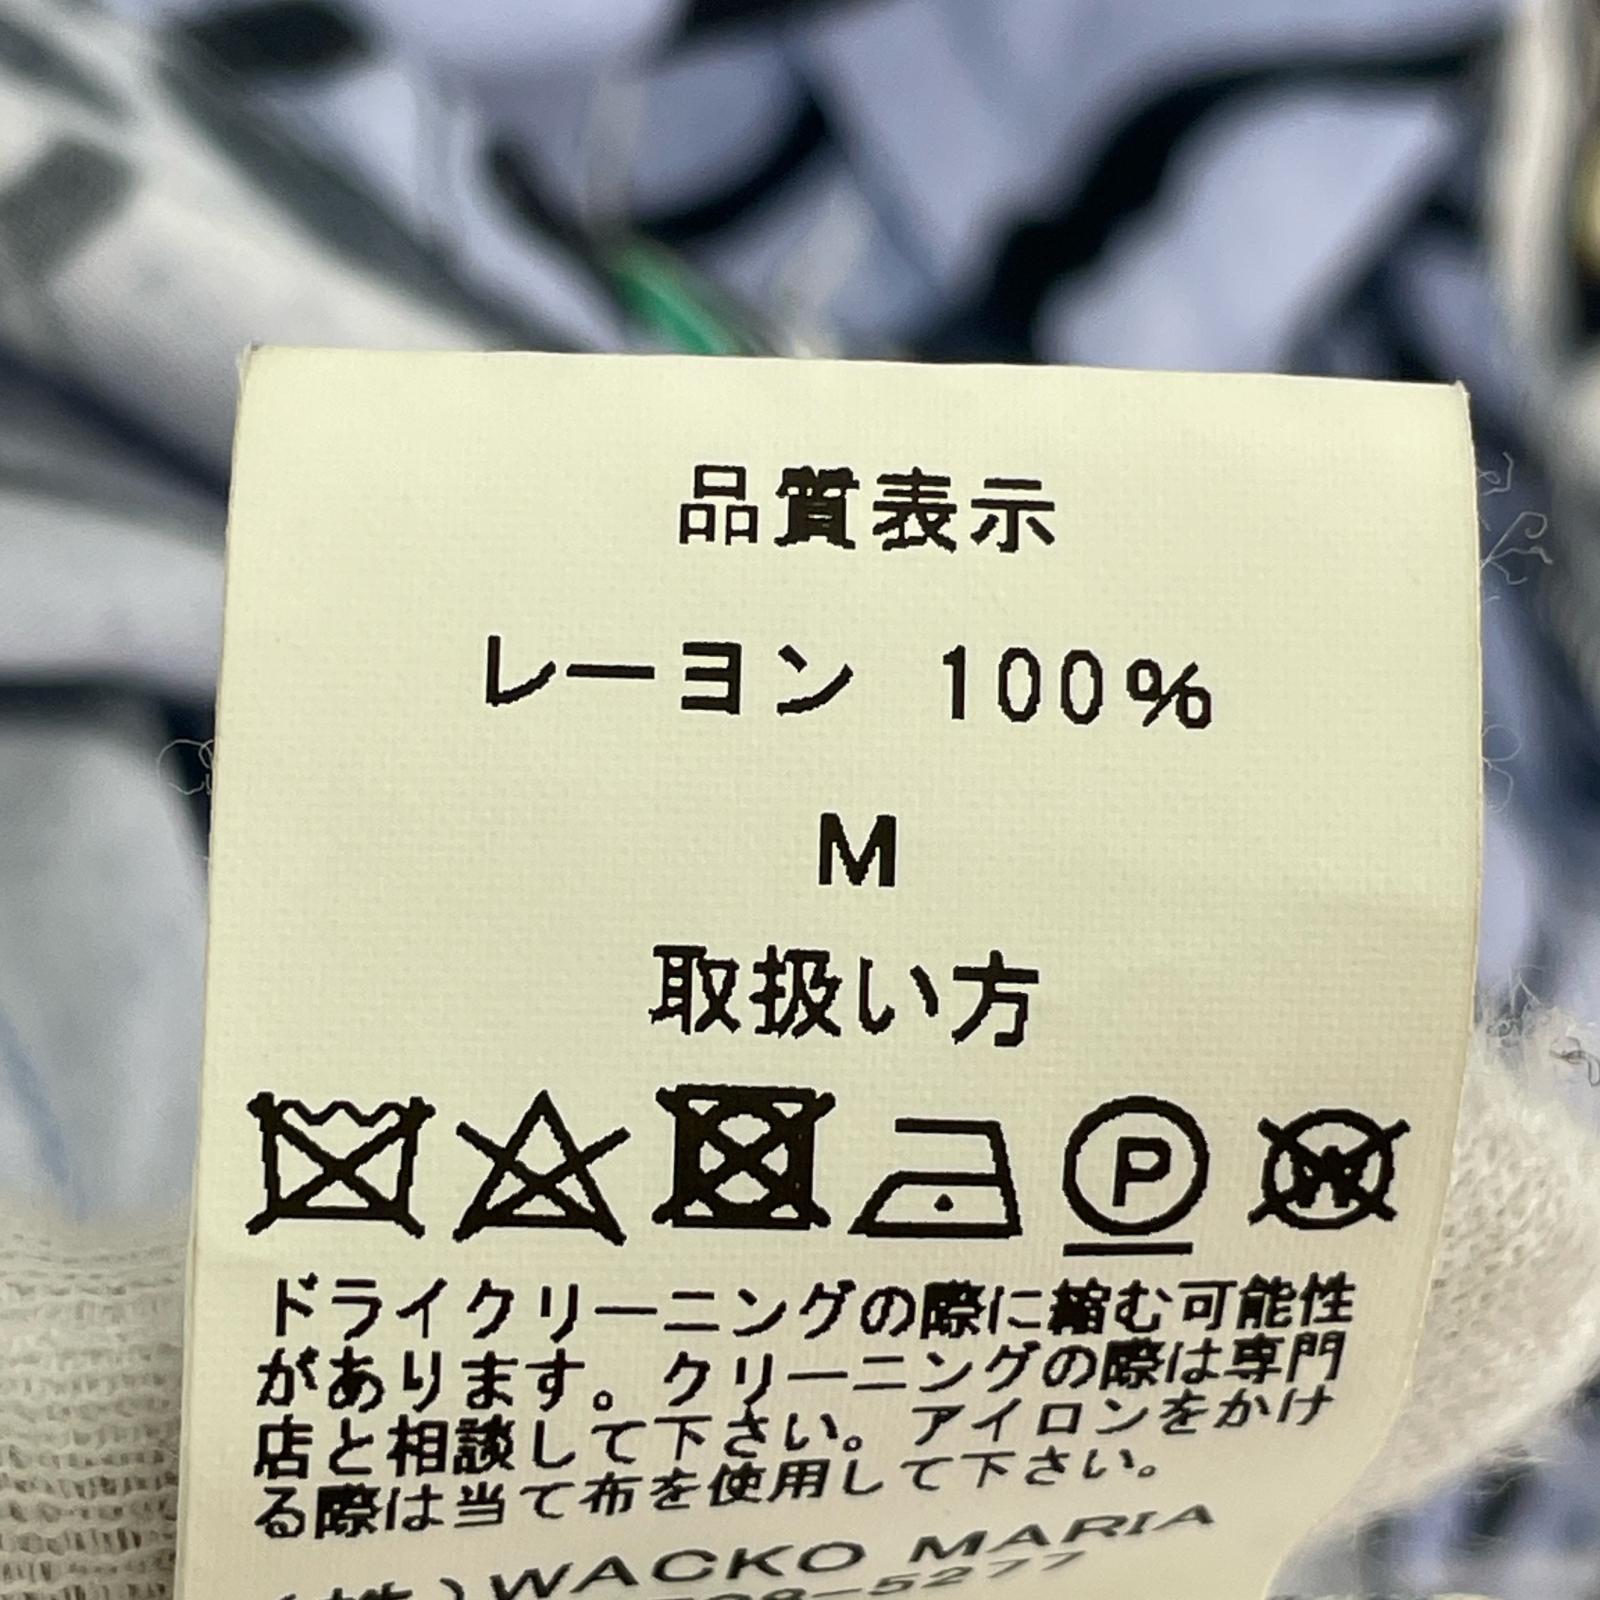 品質表示
レーヨン 100%
M
取扱い方
P
W
ドライクリーニングの際に縮む可能性
があります。クリーニングの際は専門
店と相談して下さい。アイロンをかけ
る際は当て布を使用して下さい。
WACKO MARIA
-5277